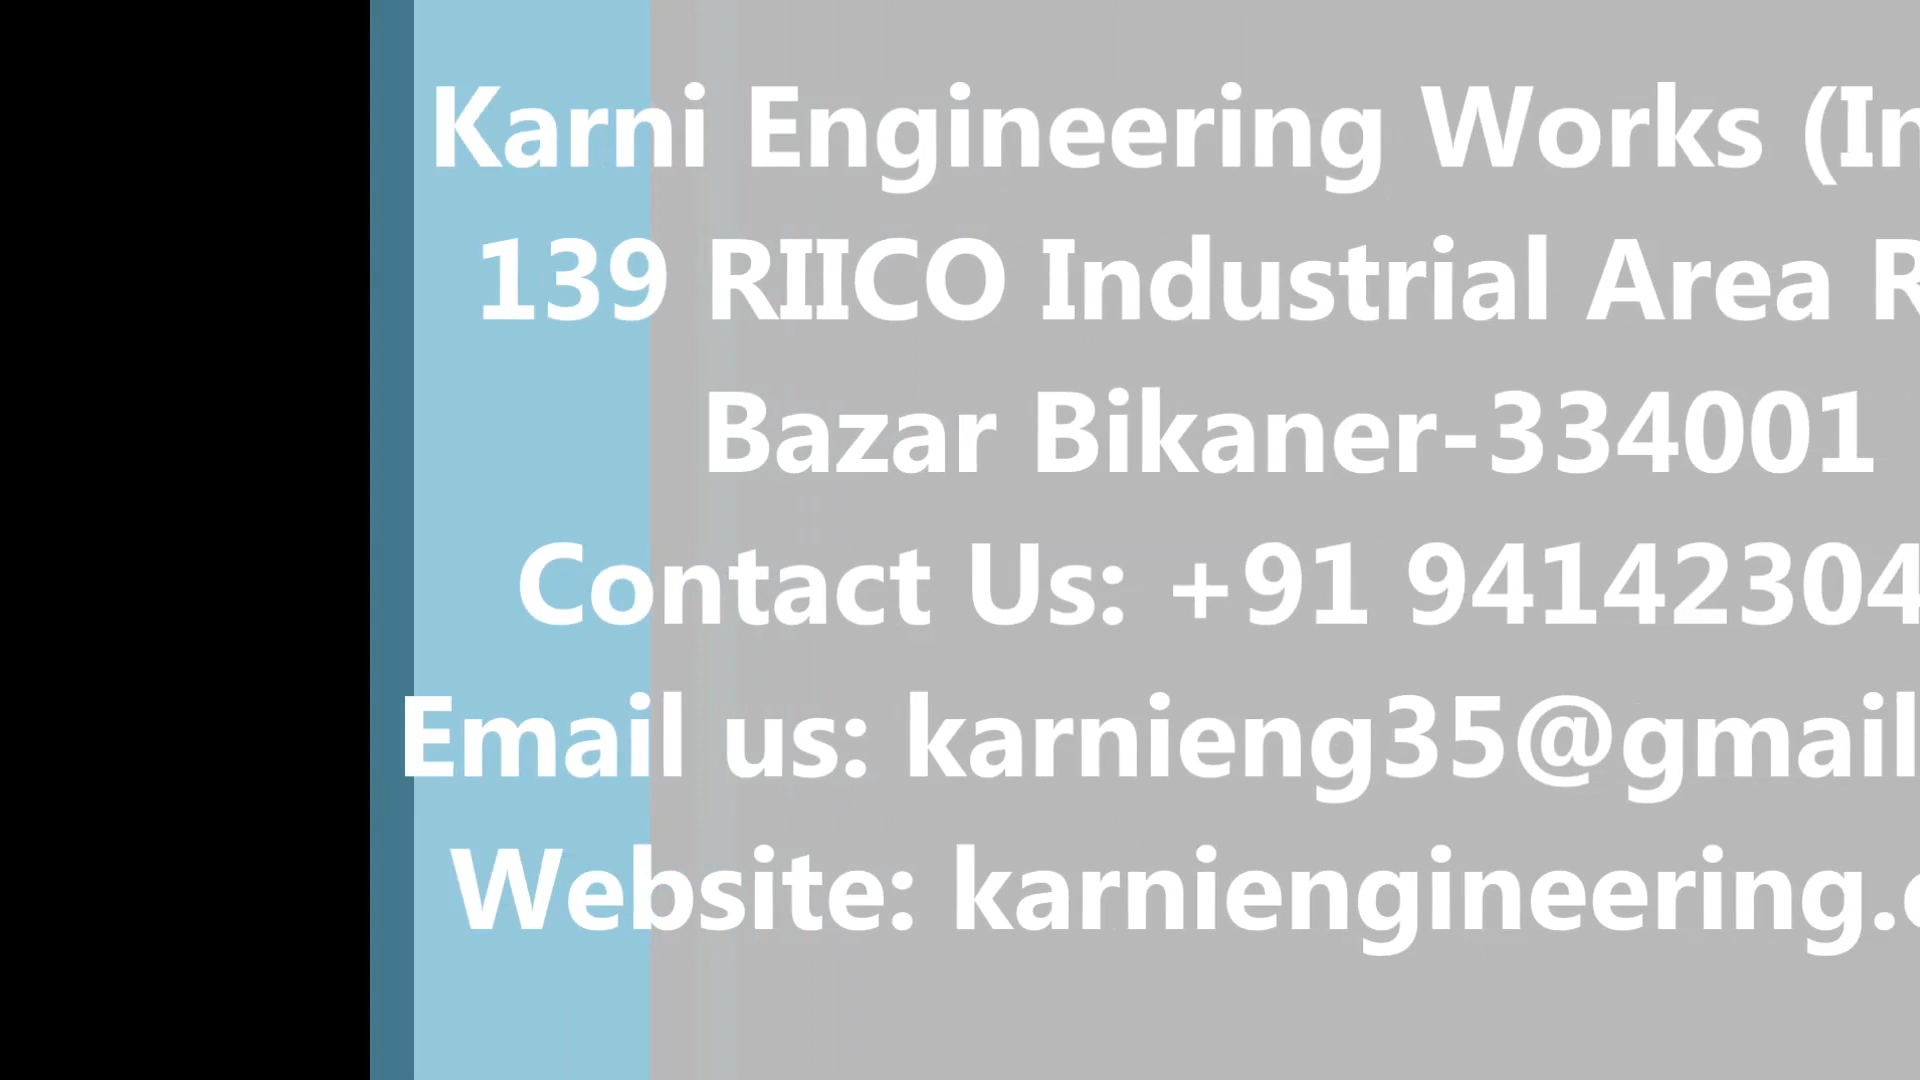 Karni Engineering Works (In
139 RIICO Industrial Area R
Bazar Bikaner-334001
Contact Us: +91 94142304
Email us: karnieng35@gmail
Website: karniengineering.c